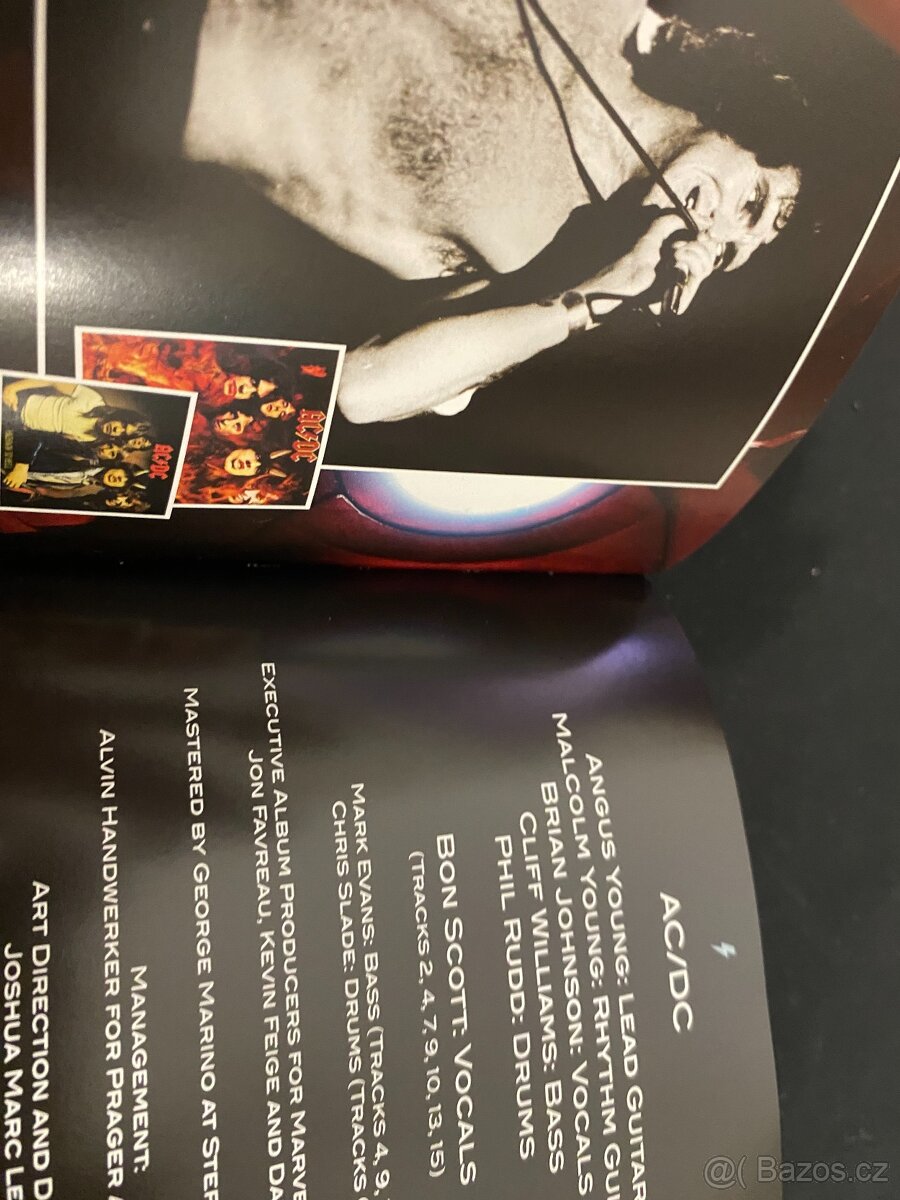 AC/DC
AC/DC
AC/DC
ANGUS YOUNG: LEAD GUITAR
MALCOLM YOUNG: RHYTHM GUI
BRIAN JOHNSON: VOCALS
CLIFF WILLIAMS: BASS
PHIL RUDD: DRUMS
BON SCOTT: VOCALS
(TRACKS 2, 4, 7, 9, 10, 13, 15)
MARK EVANS: BASS (TRACKS 4, 9,
CHRIS SLADE: DRUMS (TRACKS
EXECUTIVE ALBUM PRODUCERS FOR MARVE
JON FAVREAU, KEVIN FEIGE AND DA
MASTERED BY GEORGE MARINO AT STER
MANAGEMENT:
ALVIN HANDWERKER FOR PRAGER
ART DIRECTION AND D
JOSHUA MARC LE
@( Bazos.cz